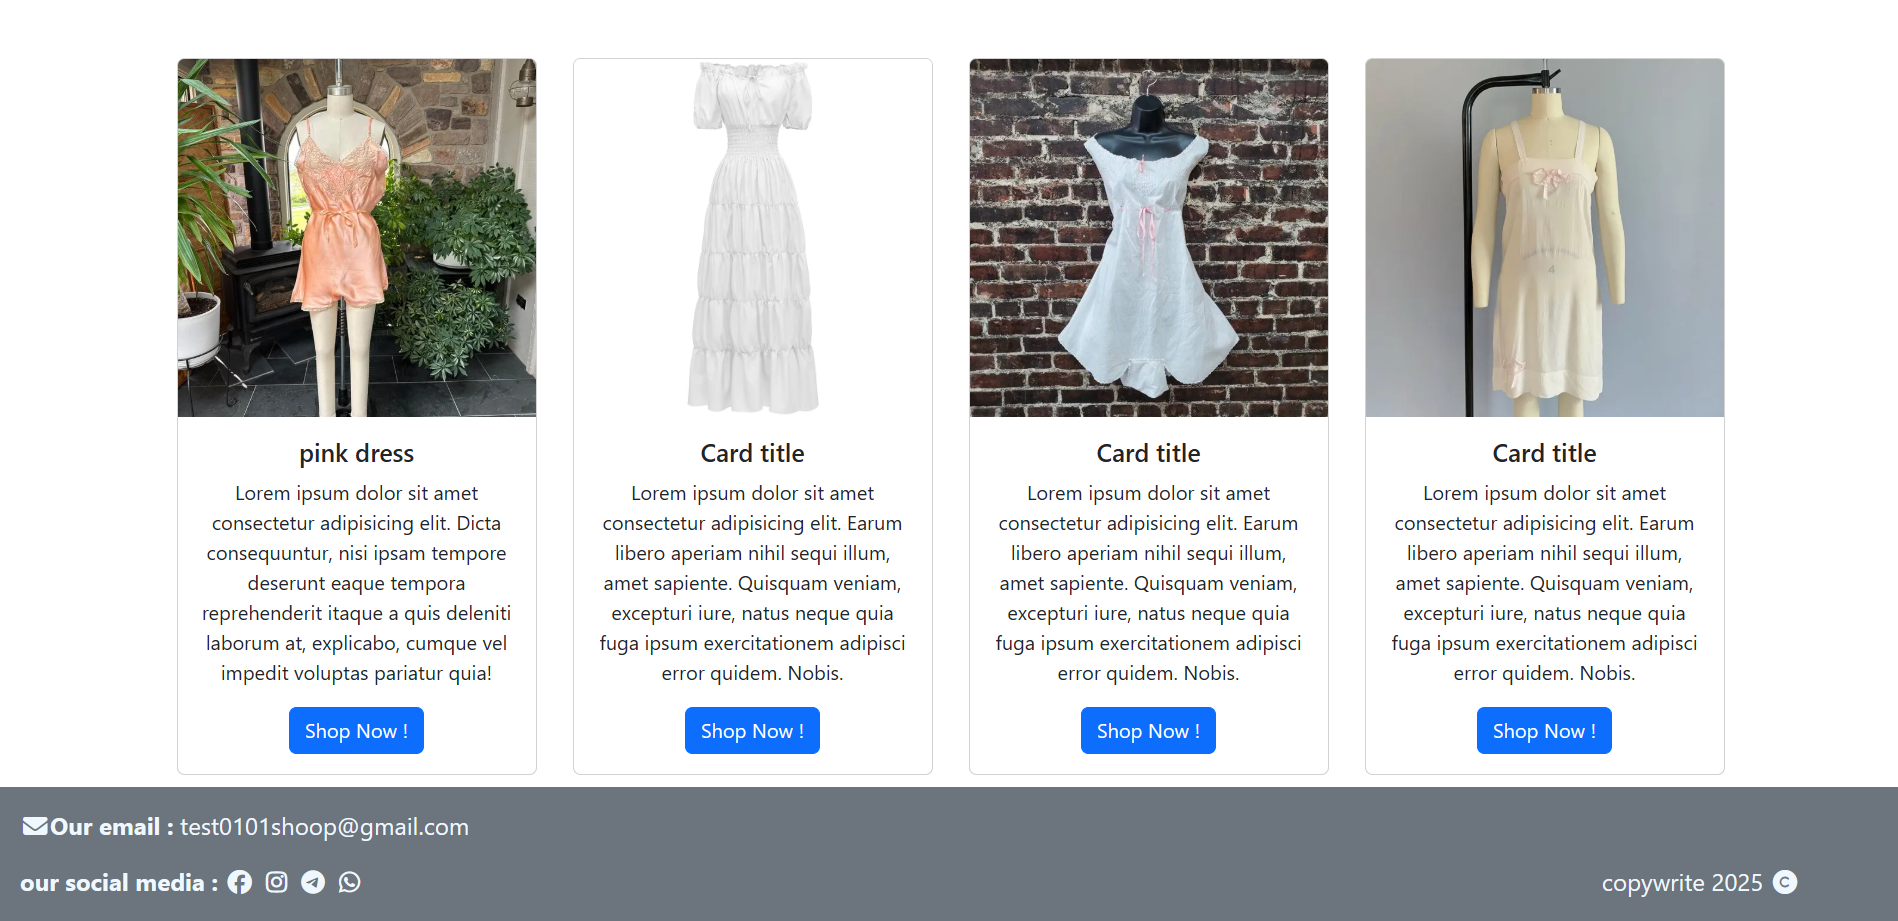 pink dress
Lorem ipsum dolor sit amet
consectetur adipisicing elit. Dicta
consequuntur, nisi ipsam tempore
deserunt eaque tempora
reprehenderit itaque a quis deleniti
laborum at, explicabo, cumque vel
impedit voluptas pariatur quia!
Shop Now !
Card title
Lorem ipsum dolor sit amet
consectetur adipisicing elit. Earum
libero aperiam nihil sequi illum,
amet sapiente. Quisquam veniam,
excepturi iure, natus neque quia
fuga ipsum exercitationem adipisci
error quidem. Nobis.
Shop Now !
Card title
Lorem ipsum dolor sit amet
consectetur adipisicing elit. Earum
libero aperiam nihil sequi illum,
amet sapiente. Quisquam veniam,
excepturi iure, natus neque quia
fuga ipsum exercitationem adipisci
error quidem. Nobis.
Shop Now !
4
Card title
Lorem ipsum dolor sit amet
consectetur adipisicing elit. Earum
libero aperiam nihil sequi illum,
amet sapiente. Quisquam veniam,
excepturi iure, natus neque quia
fuga ipsum exercitationem adipisci
error quidem. Nobis.
Shop Now !
Our email : test0101shoop@gmail.com
our social media :
copywrite 2025 ©